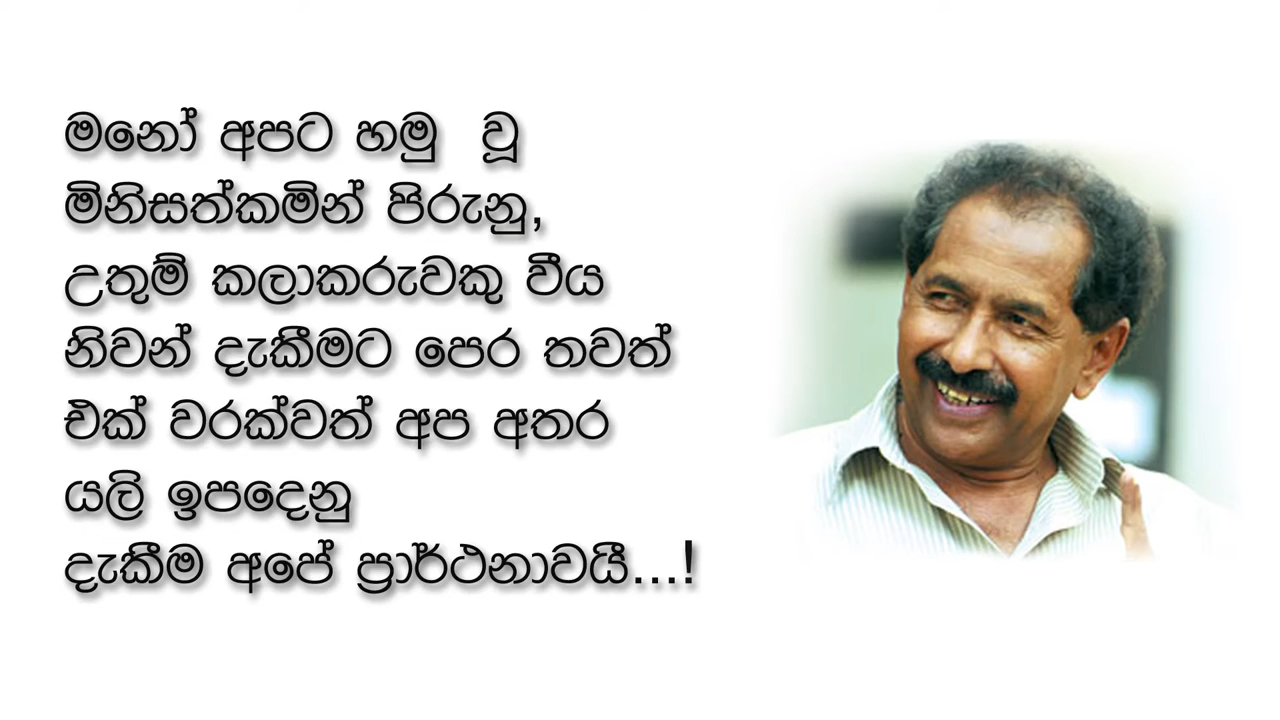 මනෝ අපට හමු වූ
මිනිසත්කමින් පිරුනු,
උතුම් කලාකරුවකු වීය
නිවන් දැකීමට පෙර තවත්
එක් වරක්වත් අප අතර
යලි ඉපදෙනු
දැකීම අපේ ප්‍රාර්ථනාවයී...!